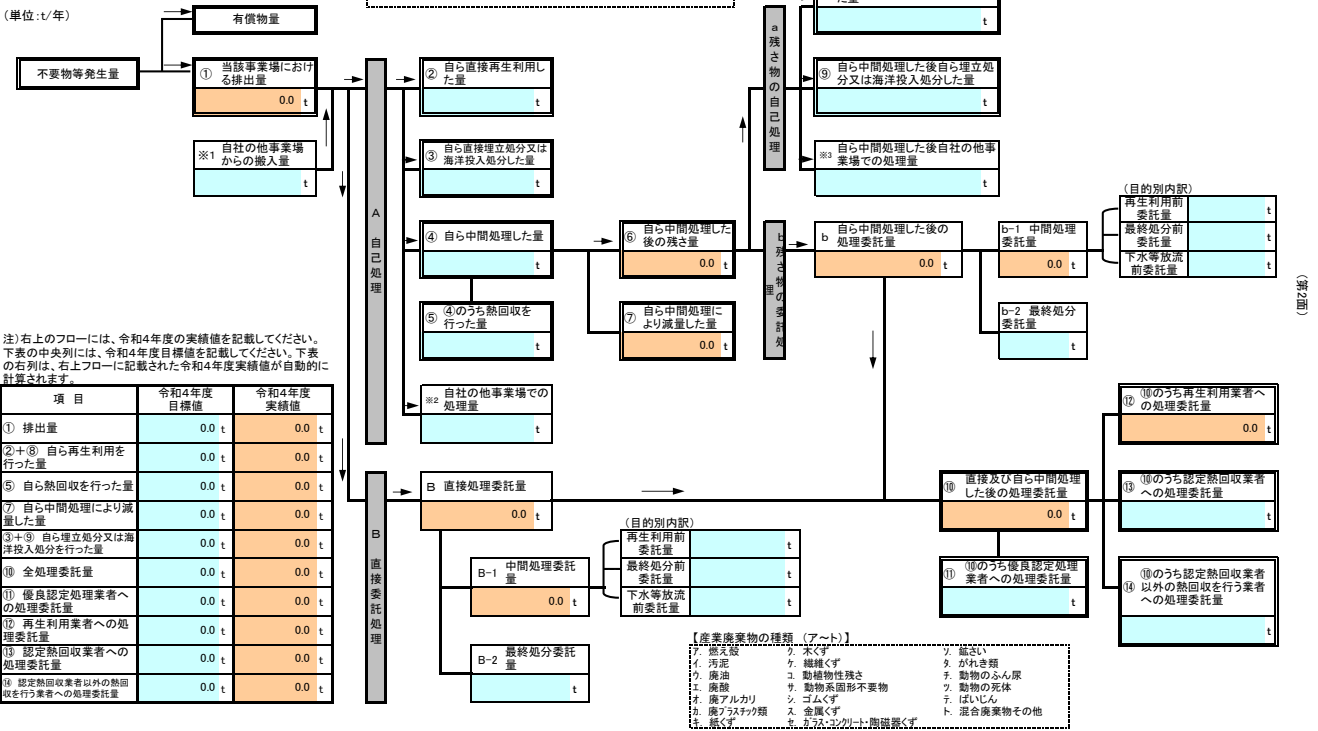 (単位:t/年)
有償物量
不要物等発生量
① 当該事業場におけ
る排出量
0.0 t
※1 自社の他事業場
からの搬入量
t
A 自己処理
② 自ら直接再生利用し
た量
t
③ 自ら直接埋立処分又は
海洋投入処分した量
t
④ 自ら中間処理した量
t
⑤ ④のうち熱回収を
行った量
t
※2 自社の他事業場での
処理量
t
⑥ 自ら中間処理した
後の残さ量
0.0 t
⑦ 自ら中間処理に
より減量した量
0.0 t
a 残さ物の自己処理
t
⑨ 自ら中間処理した後自ら埋立処
分又は海洋投入処分した量
t
※3 自ら中間処理した後自社の他事
業場での処理量
t
b 残さ物の委託処理
b 自ら中間処理した後の
処理委託量
0.0 t
b-1 中間処理
委託量
0.0 t
(目的別内訳)
再生利用前
委託量 t
最終処分前
委託量 t
下水等放流
前委託量 t
b-2 最終処分
委託量
t
(第2面)
注)右上のフローには、令和4年度の実績値を記載してください。
下表の中央列には、令和4年度目標値を記載してください。下表
の右列は、右上フローに記載された令和4年度実績値が自動的に
計算されます。
項 目 令和4年度
目標値 令和4年度
実績値
① 排出量 0.0 t 0.0 t
②+⑧ 自ら再生利用を
行った量 0.0 t 0.0 t
⑤ 自ら熱回収を行った量 0.0 t 0.0 t
⑦ 自ら中間処理により減
量した量 0.0 t 0.0 t
③+⑨ 自ら埋立処分又は海
洋投入処分を行った量 0.0 t 0.0 t
⑩ 全処理委託量 0.0 t 0.0 t
⑪ 優良認定処理業者へ
の処理委託量 0.0 t 0.0 t
⑫ 再生利用業者への処
理委託量 0.0 t 0.0 t
⑬ 認定熱回収業者への
処理委託量 0.0 t 0.0 t
⑭ 認定熱回収業者以外の熱回
収を行う業者への処理委託量 0.0 t 0.0 t
B 直接委託処理
B 直接処理委託量
0.0 t
B-1 中間処理委託
量
0.0 t
(目的別内訳)
再生利用前
委託量 t
最終処分前
委託量 t
下水等放流
前委託量 t
B-2 最終処分委託
量
t
⑩ 直接及び自ら中間処理
した後の処理委託量
0.0 t
⑪ ⑩のうち優良認定処理
業者への処理委託量
t
⑫ ⑩のうち再生利用業者へ
の処理委託量
0.0 t
⑬ ⑩のうち認定熱回収業者
への処理委託量
t
⑭ ⑩のうち認定熱回収業者
以外の熱回収を行う業者
への処理委託量
t
【産業廃棄物の種類 (ア~ト)】
ア. 燃え殻 ク. 木くず ソ. 鉱さい
イ. 汚泥 ケ. 繊維くず タ. がれき類
ウ. 廃油 コ. 動植物性残さ チ. 動物のふん尿
エ. 廃酸 サ. 動物系固形不要物 ツ. 動物の死体
オ. 廃アルカリ シ. ゴムくず テ. ばいじん
カ. 廃プラスチック類 ス. 金属くず ト. 混合廃棄物その他
キ. 紙くず セ. ガラス・コンクリート・陶磁器くず